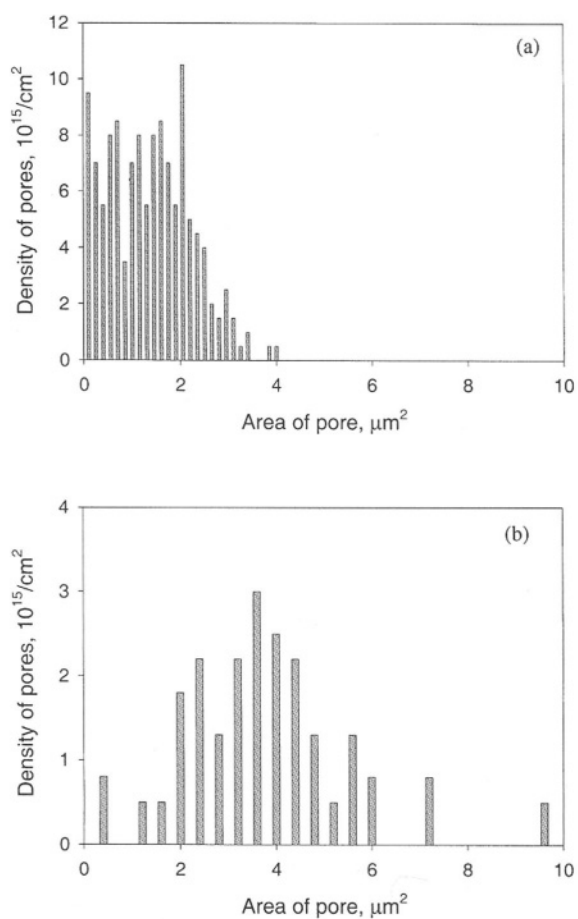 (a)
Density of pores, 10¹⁵/cm²
12
10
8
6
4
2
0
0 2 4 6 8 10
Area of pore, μm²
(b)
Density of pores, 10¹⁵/cm²
4
3
2
1
0
0 2 4 6 8 10
Area of pore, μm²